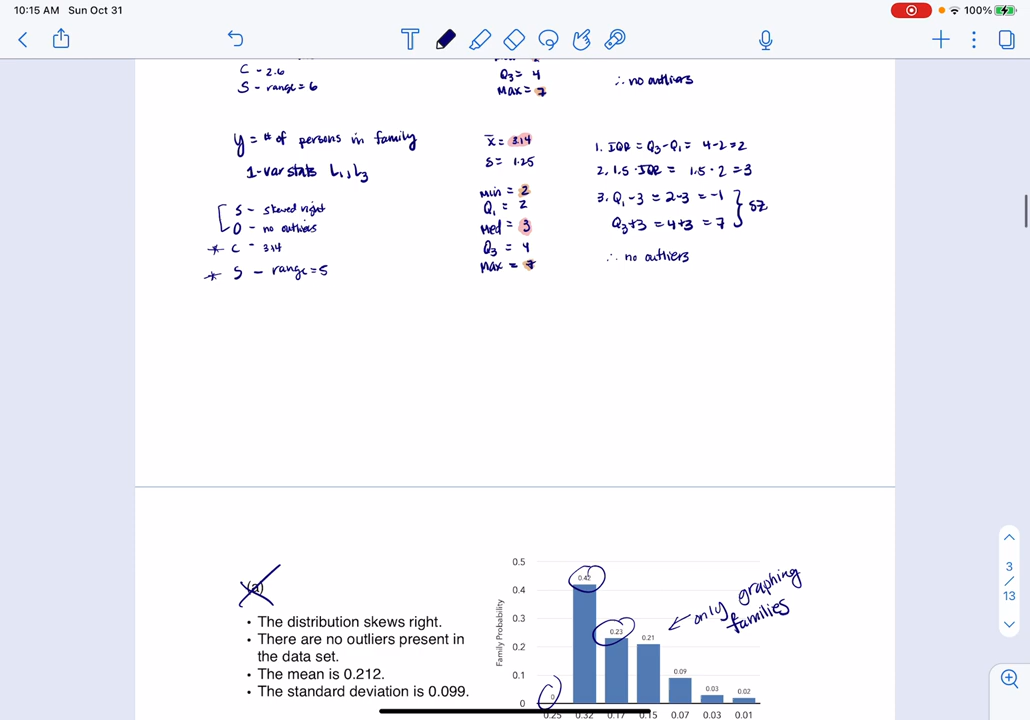 10:15 AM Sun Oct 31
100%
C - 2.6
S - range = 6
Q3 = 4
Max = 7
∴ no outliers
y = # of persons in family
1-var stats L1, L3
S - skewed right
O - no outliers
* C - 3.14
* S - range = 5
x̄ = 3.14
S = 1.25
Min = 2
Q1 = 2
Med = 3
Q3 = 4
Max = 7
1. IQR = Q3 - Q1 = 4-2 = 2
2. 1.5 · IQR = 1.5 · 2 = 3
3. Q1 - 3 = 2-3 = -1
Q3 + 3 = 4+3 = 7
SZ
∴ no outliers
3
/
13
(a)
• The distribution skews right.
• There are no outliers present in
the data set.
• The mean is 0.212.
• The standard deviation is 0.099.
Family Probability
0.5
0.4
0.3
0.2
0.1
0
0
0.42
0.23
0.21
0.09
0.03
0.02
0.25 0.32 0.17 0.15 0.07 0.03 0.01
← only graphing
families